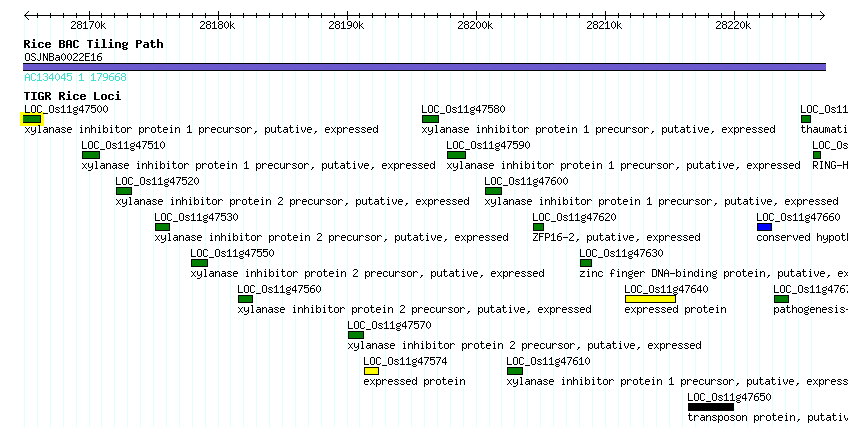 28170k 28180k 28190k 28200k 28210k 28220k
Rice BAC Tiling Path
OSJNBa0022E16
AC134045 1 179668
TIGR Rice Loci
LOC_Os11g47500 LOC_Os11g47580 LOC_Os11
xylanase inhibitor protein 1 precursor, putative, expressed xylanase inhibitor protein 1 precursor, putative, expressed thaumati
LOC_Os11g47510 LOC_Os11g47590 LOC_Os
xylanase inhibitor protein 1 precursor, putative, expressed xylanase inhibitor protein 1 precursor, putative, expressed RING-H
LOC_Os11g47520 LOC_Os11g47600
xylanase inhibitor protein 2 precursor, putative, expressed xylanase inhibitor protein 1 precursor, putative, expressed
LOC_Os11g47530 LOC_Os11g47620 LOC_Os11g47660
xylanase inhibitor protein 2 precursor, putative, expressed ZFP16-2, putative, expressed conserved hypoth
LOC_Os11g47550 LOC_Os11g47630
xylanase inhibitor protein 2 precursor, putative, expressed zinc finger DNA-binding protein, putative, ex
LOC_Os11g47560 LOC_Os11g47640 LOC_Os11g467
xylanase inhibitor protein 2 precursor, putative, expressed expressed protein pathogenesis-
LOC_Os11g47570
xylanase inhibitor protein 2 precursor, putative, expressed
LOC_Os11g47574 LOC_Os11g47610
expressed protein xylanase inhibitor protein 1 precursor, putative, express
LOC_Os11g47650
transposon protein, putativ